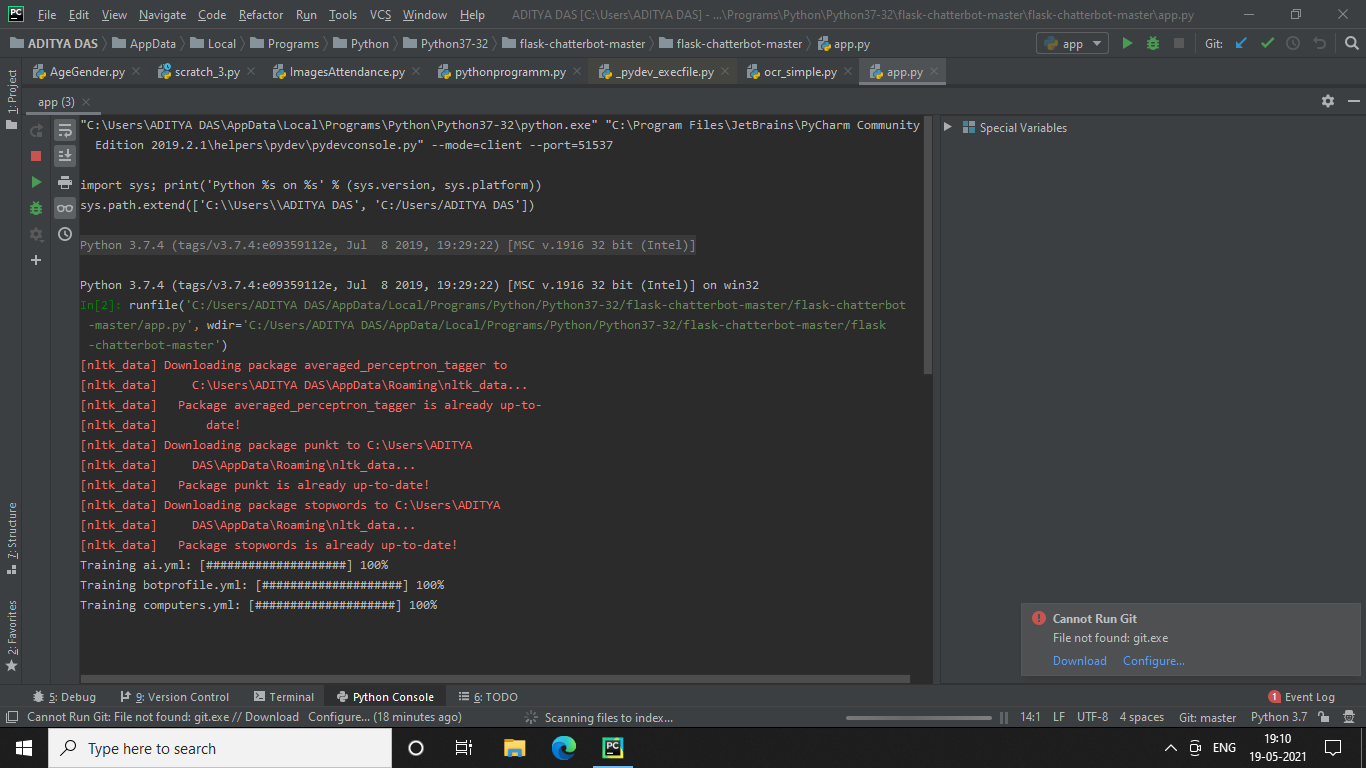 PC File Edit View Navigate Code Refactor Run Tools VCS Window Help ADITYA DAS [C:\Users\ADITYA DAS] - ...\Programs\Python\Python37-32\flask-chatterbot-master\flask-chatterbot-master\app.py
ADITYA DAS AppData Local Programs Python Python37-32 flask-chatterbot-master flask-chatterbot-master app.py app Git:
AgeGender.py scratch_3.py ImagesAttendance.py pythonprogramm.py _pydev_execfile.py ocr_simple.py app.py
1: Project
app (3)
"C:\Users\ADITYA DAS\AppData\Local\Programs\Python\Python37-32\python.exe" "C:\Program Files\JetBrains\PyCharm Community
Edition 2019.2.1\helpers\pydev\pydevconsole.py" --mode=client --port=51537
import sys; print('Python %s on %s' % (sys.version, sys.platform))
sys.path.extend(['C:\\Users\\ADITYA DAS', 'C:/Users/ADITYA DAS'])
Python 3.7.4 (tags/v3.7.4:e09359112e, Jul  8 2019, 19:29:22) [MSC v.1916 32 bit (Intel)]
Python 3.7.4 (tags/v3.7.4:e09359112e, Jul  8 2019, 19:29:22) [MSC v.1916 32 bit (Intel)] on win32
In[2]: runfile('C:/Users/ADITYA DAS/AppData/Local/Programs/Python/Python37-32/flask-chatterbot-master/flask-chatterbot
-master/app.py', wdir='C:/Users/ADITYA DAS/AppData/Local/Programs/Python/Python37-32/flask-chatterbot-master/flask
-chatterbot-master')
[nltk_data] Downloading package averaged_perceptron_tagger to
[nltk_data]     C:\Users\ADITYA DAS\AppData\Roaming\nltk_data...
[nltk_data]   Package averaged_perceptron_tagger is already up-to-
[nltk_data]       date!
[nltk_data] Downloading package punkt to C:\Users\ADITYA
[nltk_data]     DAS\AppData\Roaming\nltk_data...
[nltk_data]   Package punkt is already up-to-date!
[nltk_data] Downloading package stopwords to C:\Users\ADITYA
[nltk_data]     DAS\AppData\Roaming\nltk_data...
[nltk_data]   Package stopwords is already up-to-date!
Training ai.yml: [####################] 100%
Training botprofile.yml: [####################] 100%
Training computers.yml: [####################] 100%
Special Variables
7: Structure
2: Favorites
Cannot Run Git
File not found: git.exe
Download Configure...
5: Debug 9: Version Control Terminal Python Console 6: TODO 1 Event Log
Cannot Run Git: File not found: git.exe // Download Configure... (18 minutes ago) Scanning files to index... 14:1 LF UTF-8 4 spaces Git: master Python 3.7
Type here to search PC ENG
19:10
19-05-2021